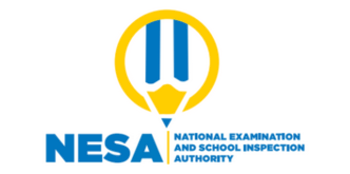 NESA
NATIONAL EXAMINATION
AND SCHOOL INSPECTION
AUTHORITY